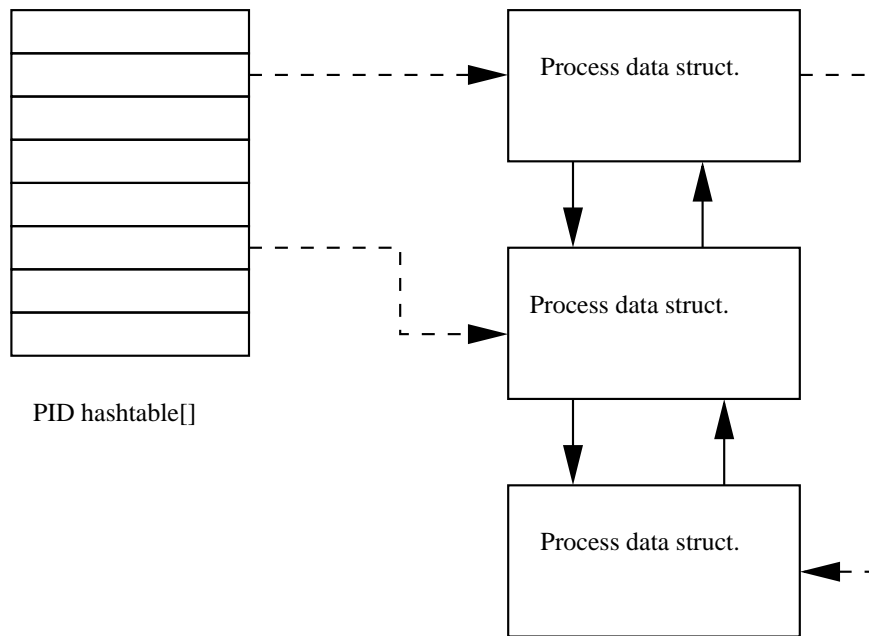 Process data struct.
Process data struct.
PID hashtable[]
Process data struct.